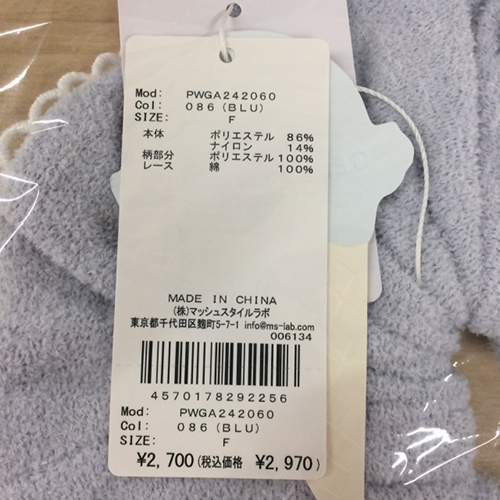 Mod: PWGA242060
Col: 086 (BLU)
SIZE: F
本体 ポリエステル 86%
ナイロン 14%
柄部分 ポリエステル 100%
レース 綿 100%
MADE IN CHINA
(株)マッシュスタイルラボ
東京都千代田区麹町5-7-1 info@ms-lab.com
006134
4570178292256
Mod: PWGA242060
Col: 086 (BLU)
SIZE: F
¥2,700(税込価格 ¥2,970)